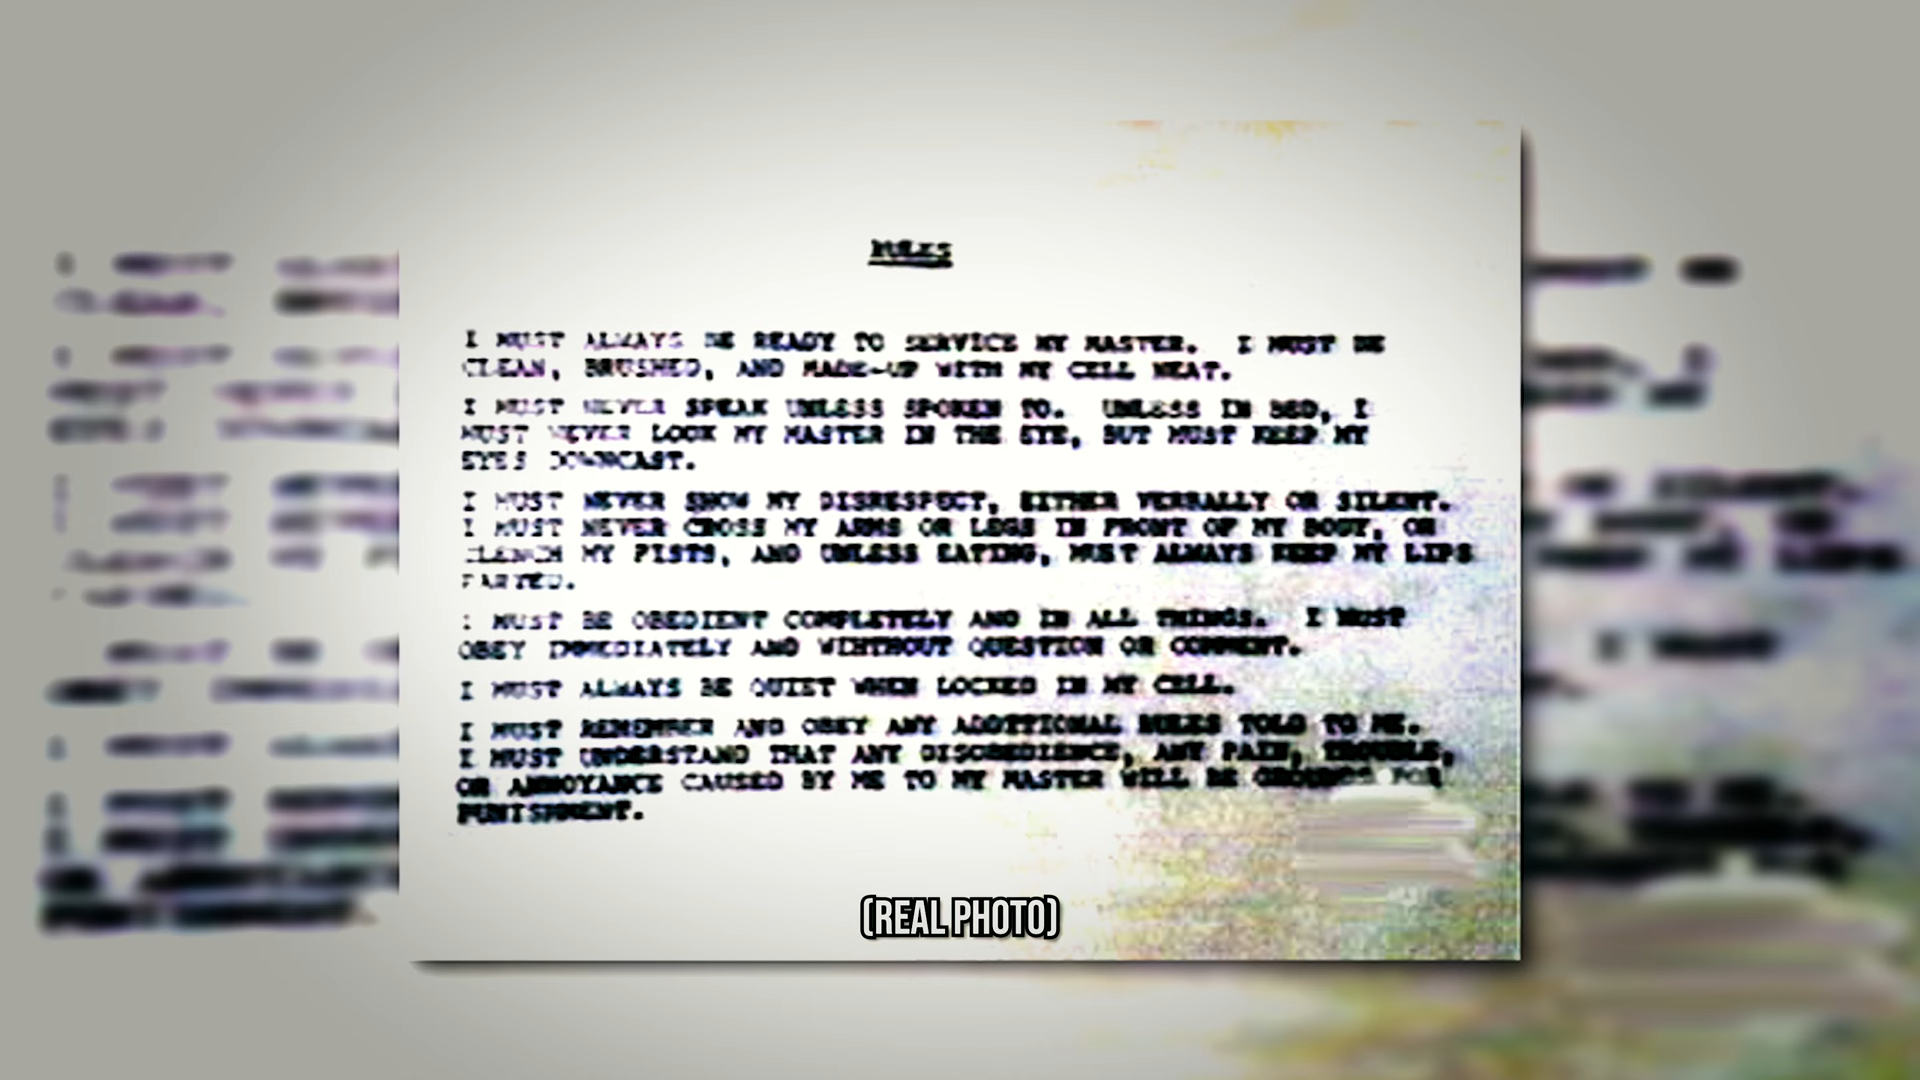 RULES
I MUST ALWAYS BE READY TO SERVICE MY MASTER. I MUST BE
CLEAN, BRUSHED, AND MADE-UP WITH MY CELL NEAT.
I MUST NEVER SPEAK UNLESS SPOKEN TO. UNLESS IN BED, I
MUST NEVER LOOK MY MASTER IN THE EYE, BUT MUST KEEP MY
EYES DOWNCAST.
I MUST NEVER SHOW MY DISRESPECT, EITHER VERBALLY OR SILENT.
I MUST NEVER CROSS MY ARMS OR LEGS IN FRONT OF MY BODY, OR
CLENCH MY FISTS, AND UNLESS EATING, MUST ALWAYS KEEP MY LIPS
PARTED.
I MUST BE OBEDIENT COMPLETELY AND IN ALL THINGS. I MUST
OBEY IMMEDIATELY AND WIHTHOUT QUESTION OR COMMENT.
I MUST ALWAYS BE QUIET WHEN LOCKED IN MY CELL.
I MUST REMEMBER AND OBEY ANY ADDITIONAL RULES TOLD TO ME.
I MUST UNDERSTAND THAT ANY DISOBEDIENCE, ANY PAIN, TROUBLE,
OR ANNOYANCE CAUSED BY ME TO MY MASTER WILL BE GROUNDS FOR
PUNISHMENT.
(REAL PHOTO)